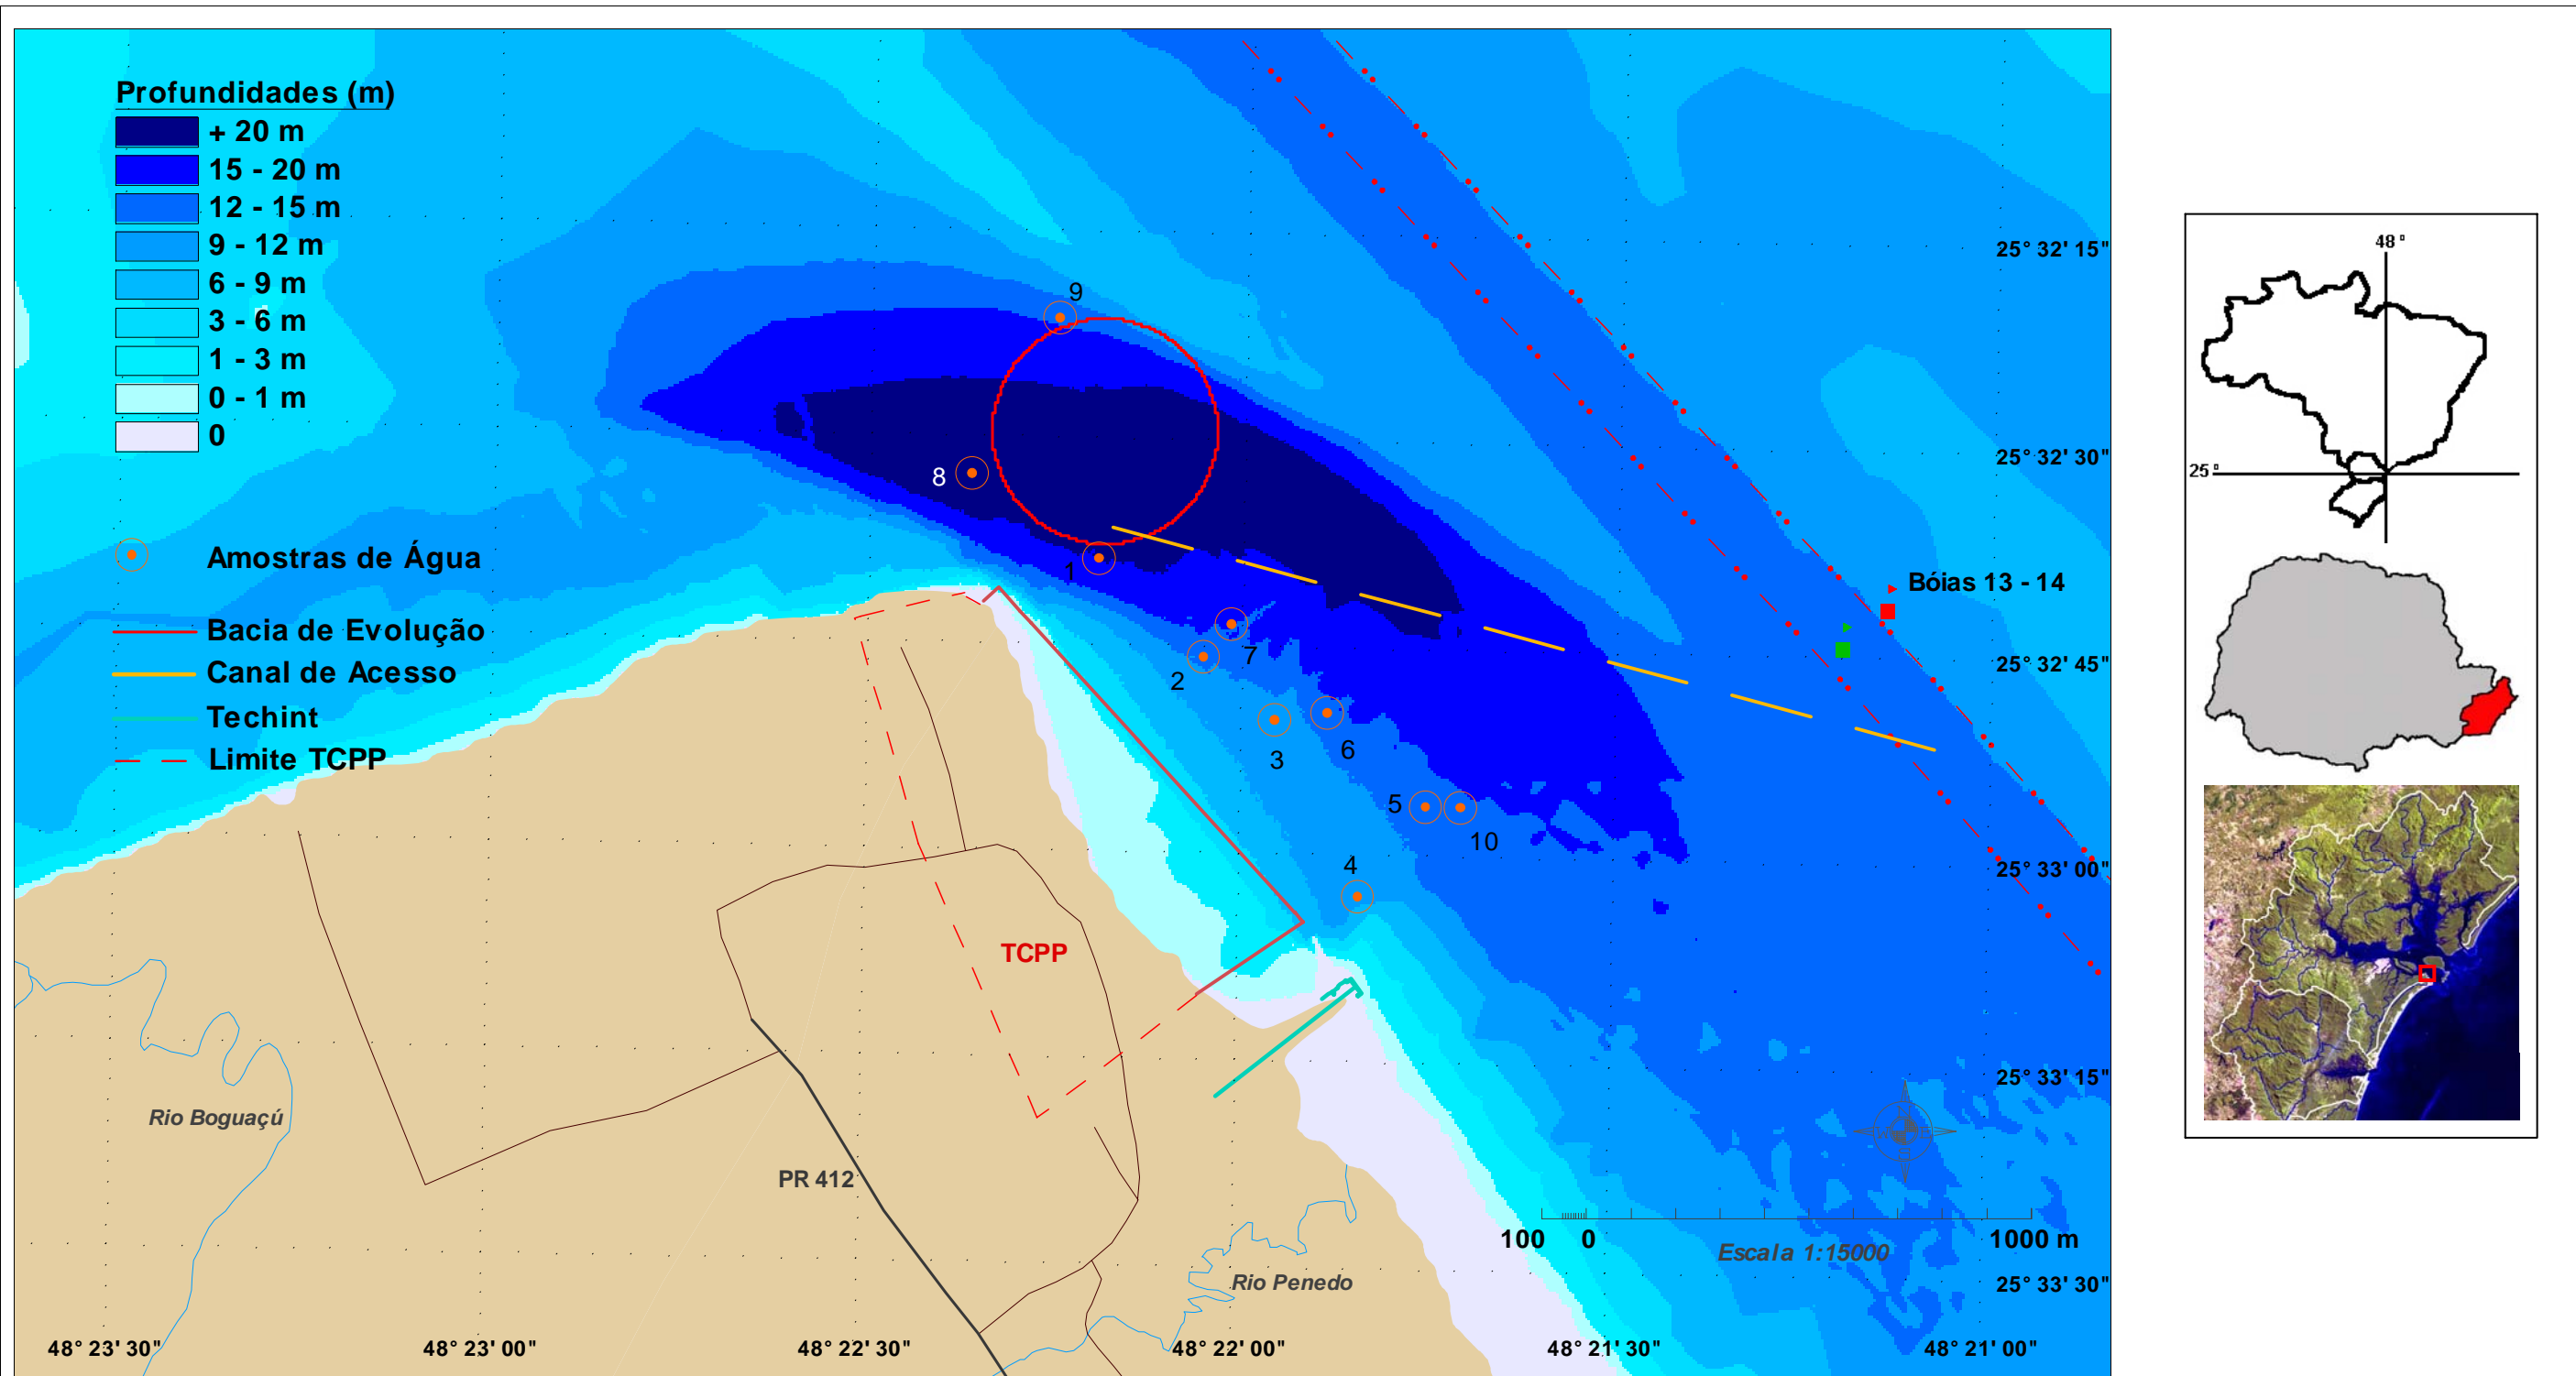 Profundidades (m)
+ 20 m
15 - 20 m
12 - 15 m
9 - 12 m
6 - 9 m
3 - 6 m
1 - 3 m
0 - 1 m
0
Amostras de Água
Bacia de Evolução
Canal de Acesso
Techint
Limite TCPP
9
8
1
7
2
3
6
5
10
4
Bóias 13 - 14
25° 32' 15"
25° 32' 30"
25° 32' 45"
25° 33' 00"
25° 33' 15"
25° 33' 30"
TCPP
Rio Boguaçú
PR 412
Rio Penedo
100 0 1000 m
Escala 1:15000
48° 23' 30"
48° 23' 00"
48° 22' 30"
48° 22' 00"
48° 21' 30"
48° 21' 00"
48°
25°